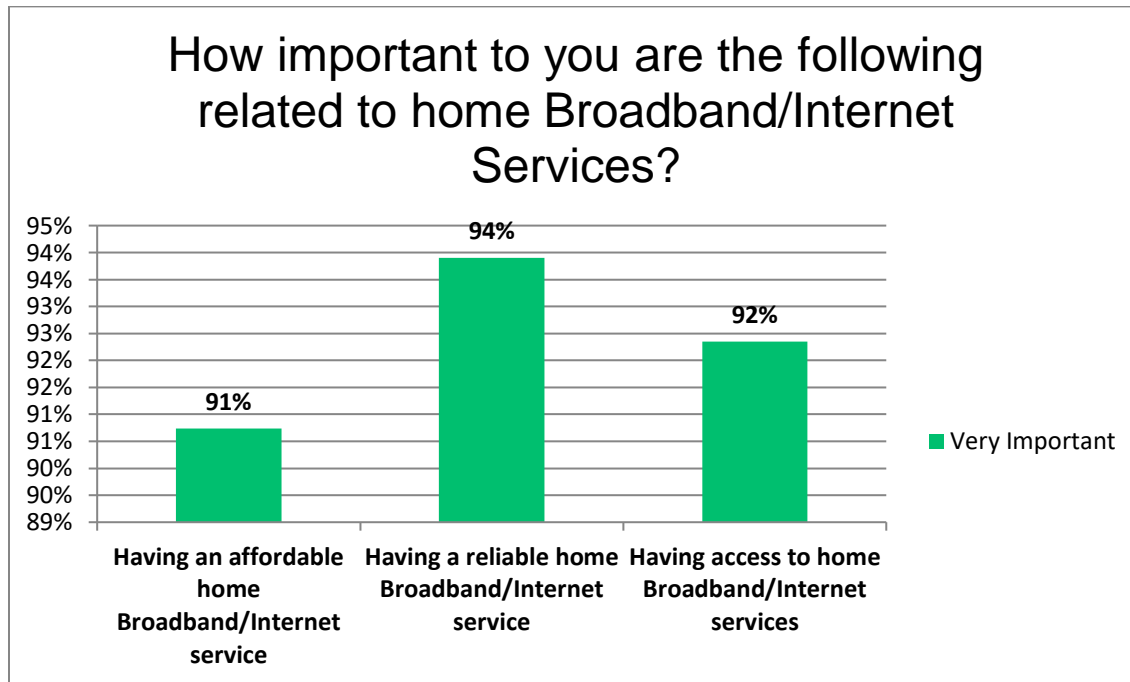 How important to you are the following
related to home Broadband/Internet
Services?
95%
94%
94%
93%
93%
92%
92%
91%
91%
90%
90%
89%
91%
94%
92%
Having an affordable
home
Broadband/Internet
service
Having a reliable home
Broadband/Internet
service
Having access to home
Broadband/Internet
services
Very Important